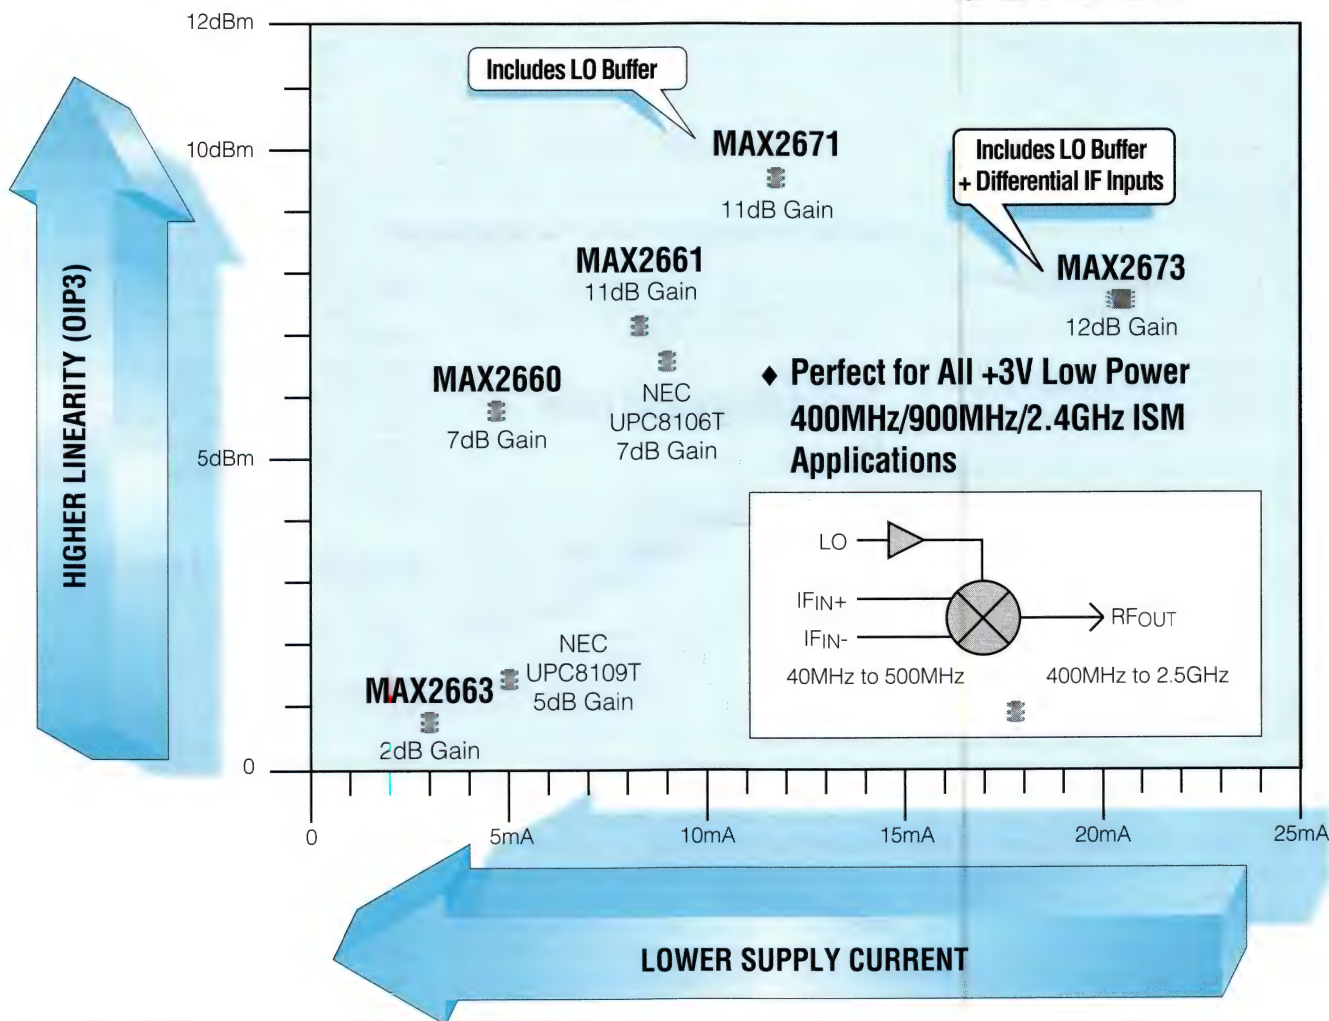 12dBm
10dBm
5dBm
0
HIGHER LINEARITY (OIP3)
Includes LO Buffer
MAX2671
11dB Gain
Includes LO Buffer
+ Differential IF Inputs
MAX2673
12dB Gain
MAX2661
11dB Gain
MAX2660
7dB Gain
NEC
UPC8106T
7dB Gain
♦ Perfect for All +3V Low Power
400MHz/900MHz/2.4GHz ISM
Applications
LO
IFIN+
IFIN-
RFOUT
40MHz to 500MHz
400MHz to 2.5GHz
NEC
UPC8109T
5dB Gain
MAX2663
2dB Gain
0
5mA
10mA
15mA
20mA
25mA
LOWER SUPPLY CURRENT